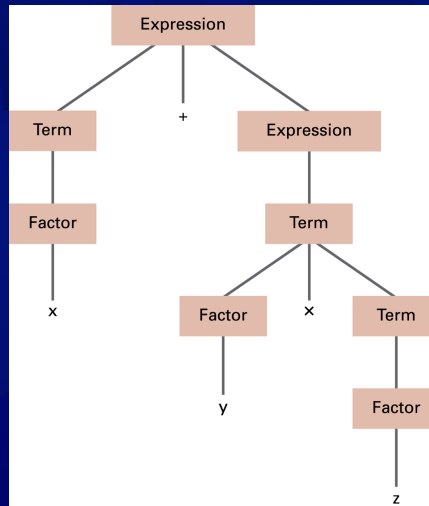 Expression
Term + Expression
Factor Term
x Factor × Term
y Factor
z